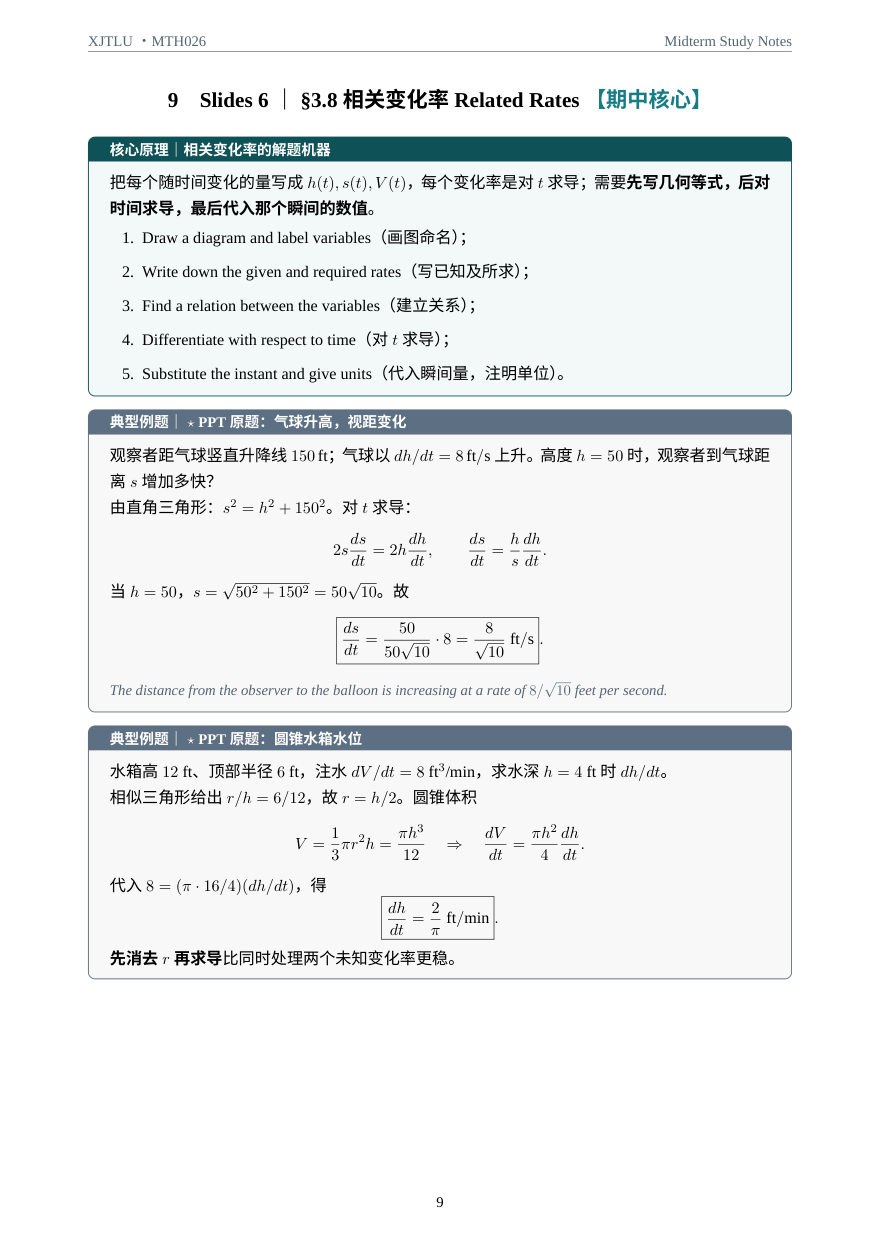 XJTLU ・MTH026 Midterm Study Notes
9 Slides 6 | §3.8 相关变化率 Related Rates 【期中核心】
核心原理｜相关变化率的解题机器
把每个随时间变化的量写成 h(t), s(t), V(t)，每个变化率是对 t 求导；需要先写几何等式，后对
时间求导，最后代入那个瞬间的数值。
1. Draw a diagram and label variables（画图命名）；
2. Write down the given and required rates（写已知及所求）；
3. Find a relation between the variables（建立关系）；
4. Differentiate with respect to time（对 t 求导）；
5. Substitute the instant and give units（代入瞬间量，注明单位）。
典型例题｜ ⋆ PPT 原题：气球升高，视距变化
观察者距气球竖直升降线 150 ft；气球以 dh/dt = 8 ft/s 上升。高度 h = 50 时，观察者到气球距
离 s 增加多快？
由直角三角形：s² = h² + 150²。对 t 求导：
2s ds/dt = 2h dh/dt, ds/dt = h/s dh/dt.
当 h = 50，s = √(50² + 150²) = 50√10。故
ds/dt = 50/(50√10) · 8 = 8/√10 ft/s.
The distance from the observer to the balloon is increasing at a rate of 8/√10 feet per second.
典型例题｜ ⋆ PPT 原题：圆锥水箱水位
水箱高 12 ft、顶部半径 6 ft，注水 dV/dt = 8 ft³/min，求水深 h = 4 ft 时 dh/dt。
相似三角形给出 r/h = 6/12，故 r = h/2。圆锥体积
V = 1/3 πr²h = πh³/12 ⇒ dV/dt = πh²/4 dh/dt.
代入 8 = (π · 16/4)(dh/dt)，得
dh/dt = 2/π ft/min.
先消去 r 再求导比同时处理两个未知变化率更稳。
9